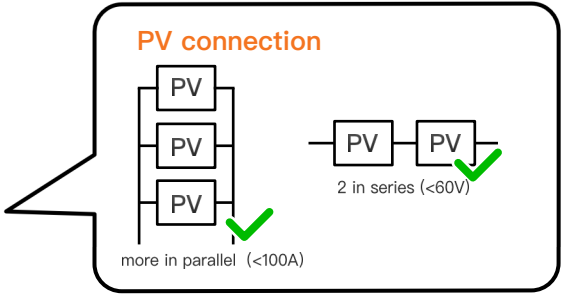 PV connection
PV
PV
PV
more in parallel (<100A)
PV PV
2 in series (<60V)